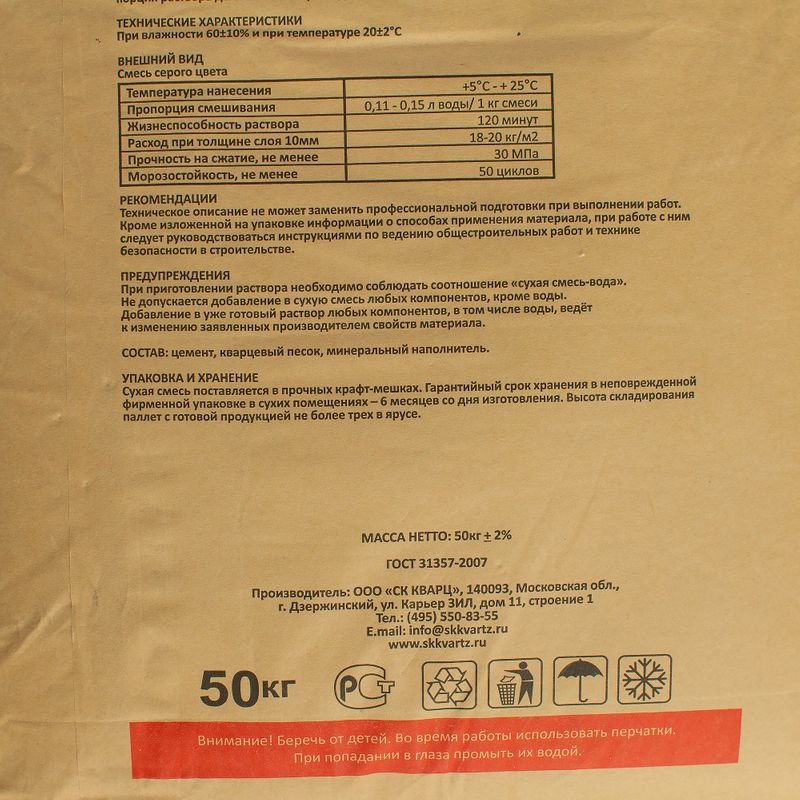 ТЕХНИЧЕСКИЕ ХАРАКТЕРИСТИКИ
При влажности 60±10% и при температуре 20±2°С
ВНЕШНИЙ ВИД
Смесь серого цвета
Температура нанесения +5°С - + 25°С
Пропорция смешивания 0,11 - 0,15 л воды/ 1 кг смеси
Жизнеспособность раствора 120 минут
Расход при толщине слоя 10мм 18-20 кг/м2
Прочность на сжатие, не менее 30 МПа
Морозостойкость, не менее 50 циклов
РЕКОМЕНДАЦИИ
Техническое описание не может заменить профессиональной подготовки при выполнении работ.
Кроме изложенной на упаковке информации о способах применения материала, при работе с ним
следует руководствоваться инструкциями по ведению общестроительных работ и технике
безопасности в строительстве.
ПРЕДУПРЕЖДЕНИЯ
При приготовлении раствора необходимо соблюдать соотношение «сухая смесь-вода».
Не допускается добавление в сухую смесь любых компонентов, кроме воды.
Добавление в уже готовый раствор любых компонентов, в том числе воды, ведёт
к изменению заявленных производителем свойств материала.
СОСТАВ: цемент, кварцевый песок, минеральный наполнитель.
УПАКОВКА И ХРАНЕНИЕ
Сухая смесь поставляется в прочных крафт-мешках. Гарантийный срок хранения в неповрежденной
фирменной упаковке в сухих помещениях – 6 месяцев со дня изготовления. Высота складирования
паллет с готовой продукцией не более трех в ярусе.
МАССА НЕТТО: 50кг ± 2%
ГОСТ 31357-2007
Производитель: ООО «СК КВАРЦ», 140093, Московская обл.,
г. Дзержинский, ул. Карьер ЗИЛ, дом 11, строение 1
Тел.: (495) 550-83-55
E.mail: info@skkvartz.ru
www.skkvartz.ru
50кг РСТ
Внимание! Беречь от детей. Во время работы использовать перчатки.
При попадании в глаза промыть их водой.